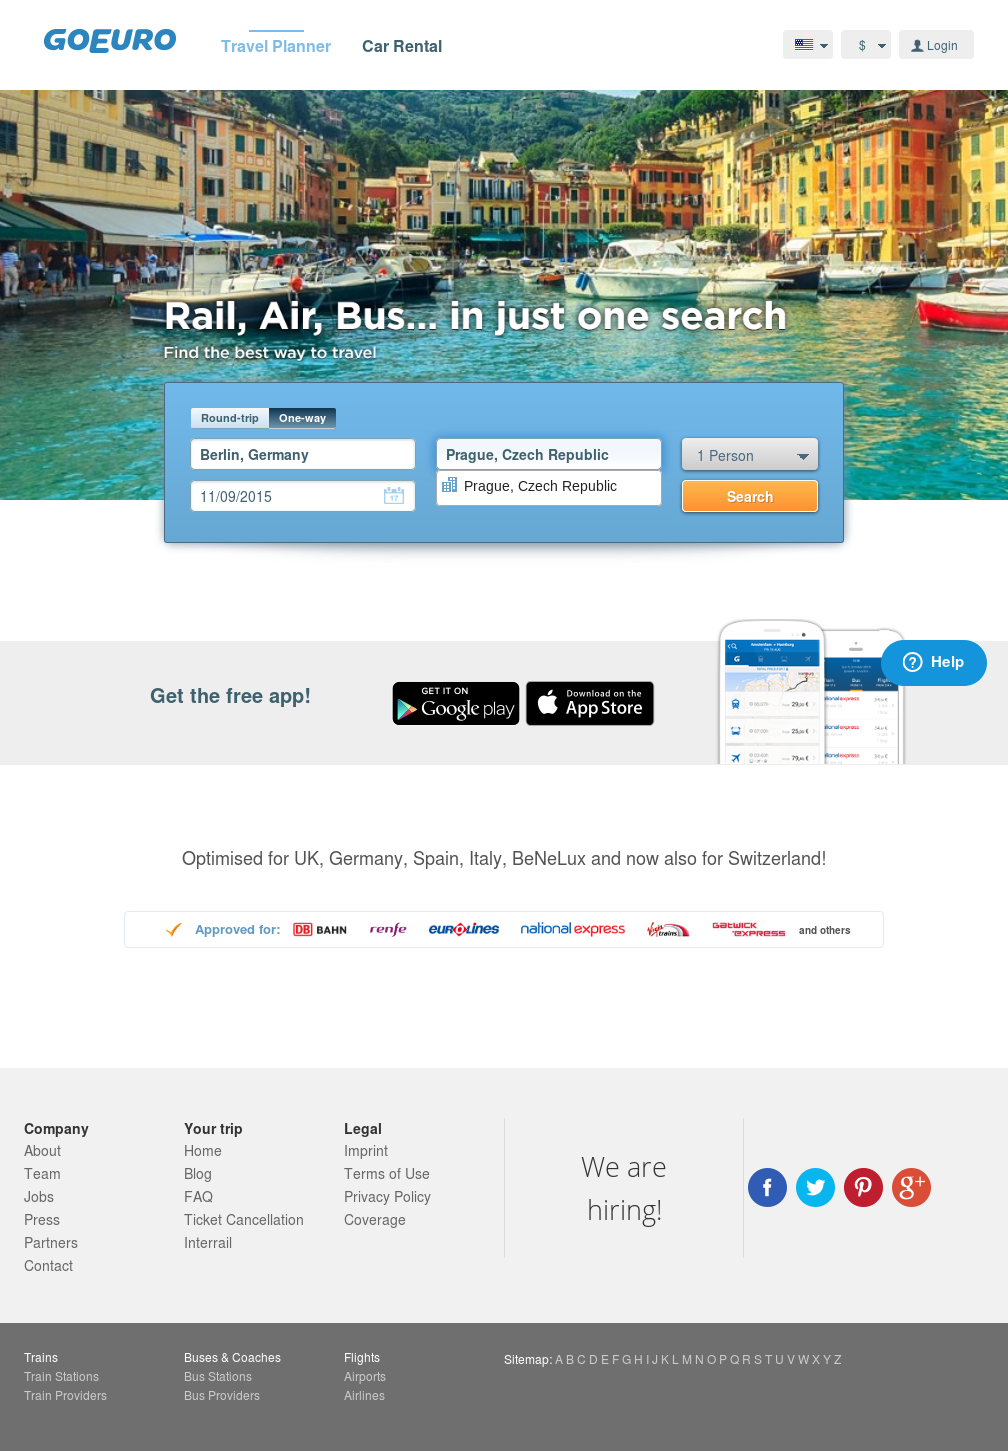 GOEURO
Travel Planner Car Rental
$ Login
Rail, Air, Bus... in just one search
Find the best way to travel
Round-trip One-way
Berlin, Germany Prague, Czech Republic 1 Person
11/09/2015 17 Prague, Czech Republic Search
Get the free app!
GET IT ON
Google play
Download on the
App Store
Help
Optimised for UK, Germany, Spain, Italy, BeNeLux and now also for Switzerland!
Approved for: DB BAHN renfe EUROLINES national express Virgin trains GATWICK EXPRESS and others
Company Your trip Legal
About Home Imprint
Team Blog Terms of Use
Jobs FAQ Privacy Policy
Press Ticket Cancellation Coverage
Partners Interrail
Contact
We are
hiring!
Trains Buses & Coaches Flights Sitemap: A B C D E F G H I J K L M N O P Q R S T U V W X Y Z
Train Stations Bus Stations Airports
Train Providers Bus Providers Airlines